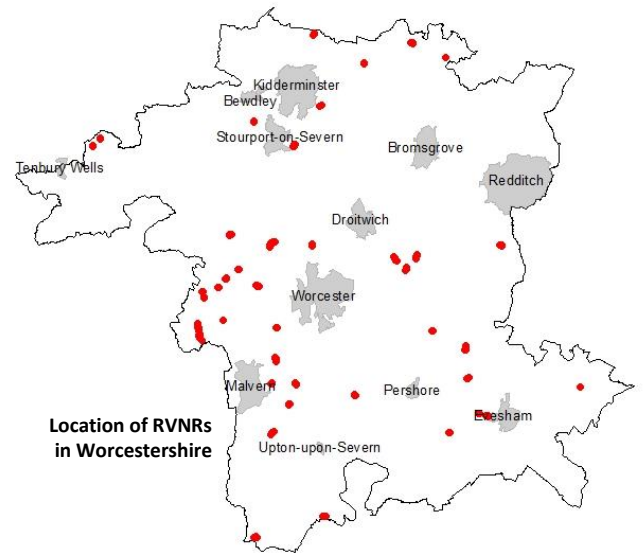 Kidderminster
Bewdley
Stourport-on-Severn
Bromsgrove
Tenbury Wells
Redditch
Droitwich
Worcester
Malvern
Pershore
Evesham
Location of RVNRs
in Worcestershire
Upton-upon-Severn